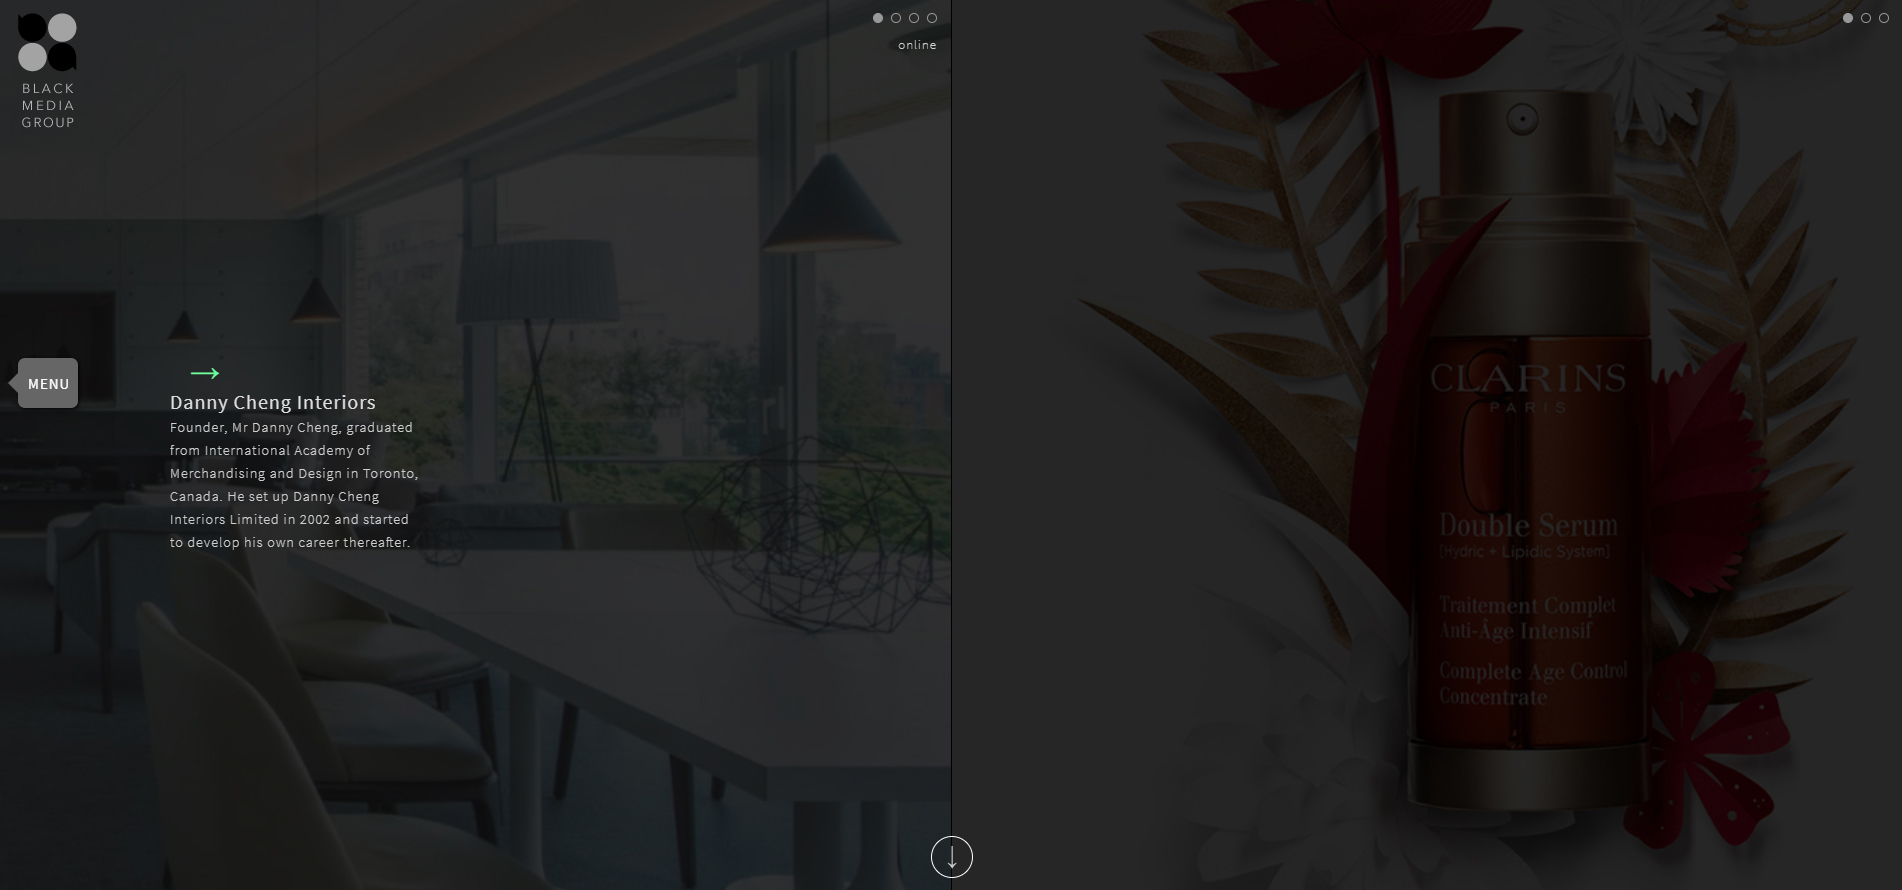 BLACK
MEDIA
GROUP
online
MENU
Danny Cheng Interiors
Founder, Mr Danny Cheng, graduated
from International Academy of
Merchandising and Design in Toronto,
Canada. He set up Danny Cheng
Interiors Limited in 2002 and started
to develop his own career thereafter.
CLARINS
PARIS
Double Serum
[Hydric + Lipidic System]
Traitement Complet
Anti-Âge Intensif
Complete Age Control
Concentrate